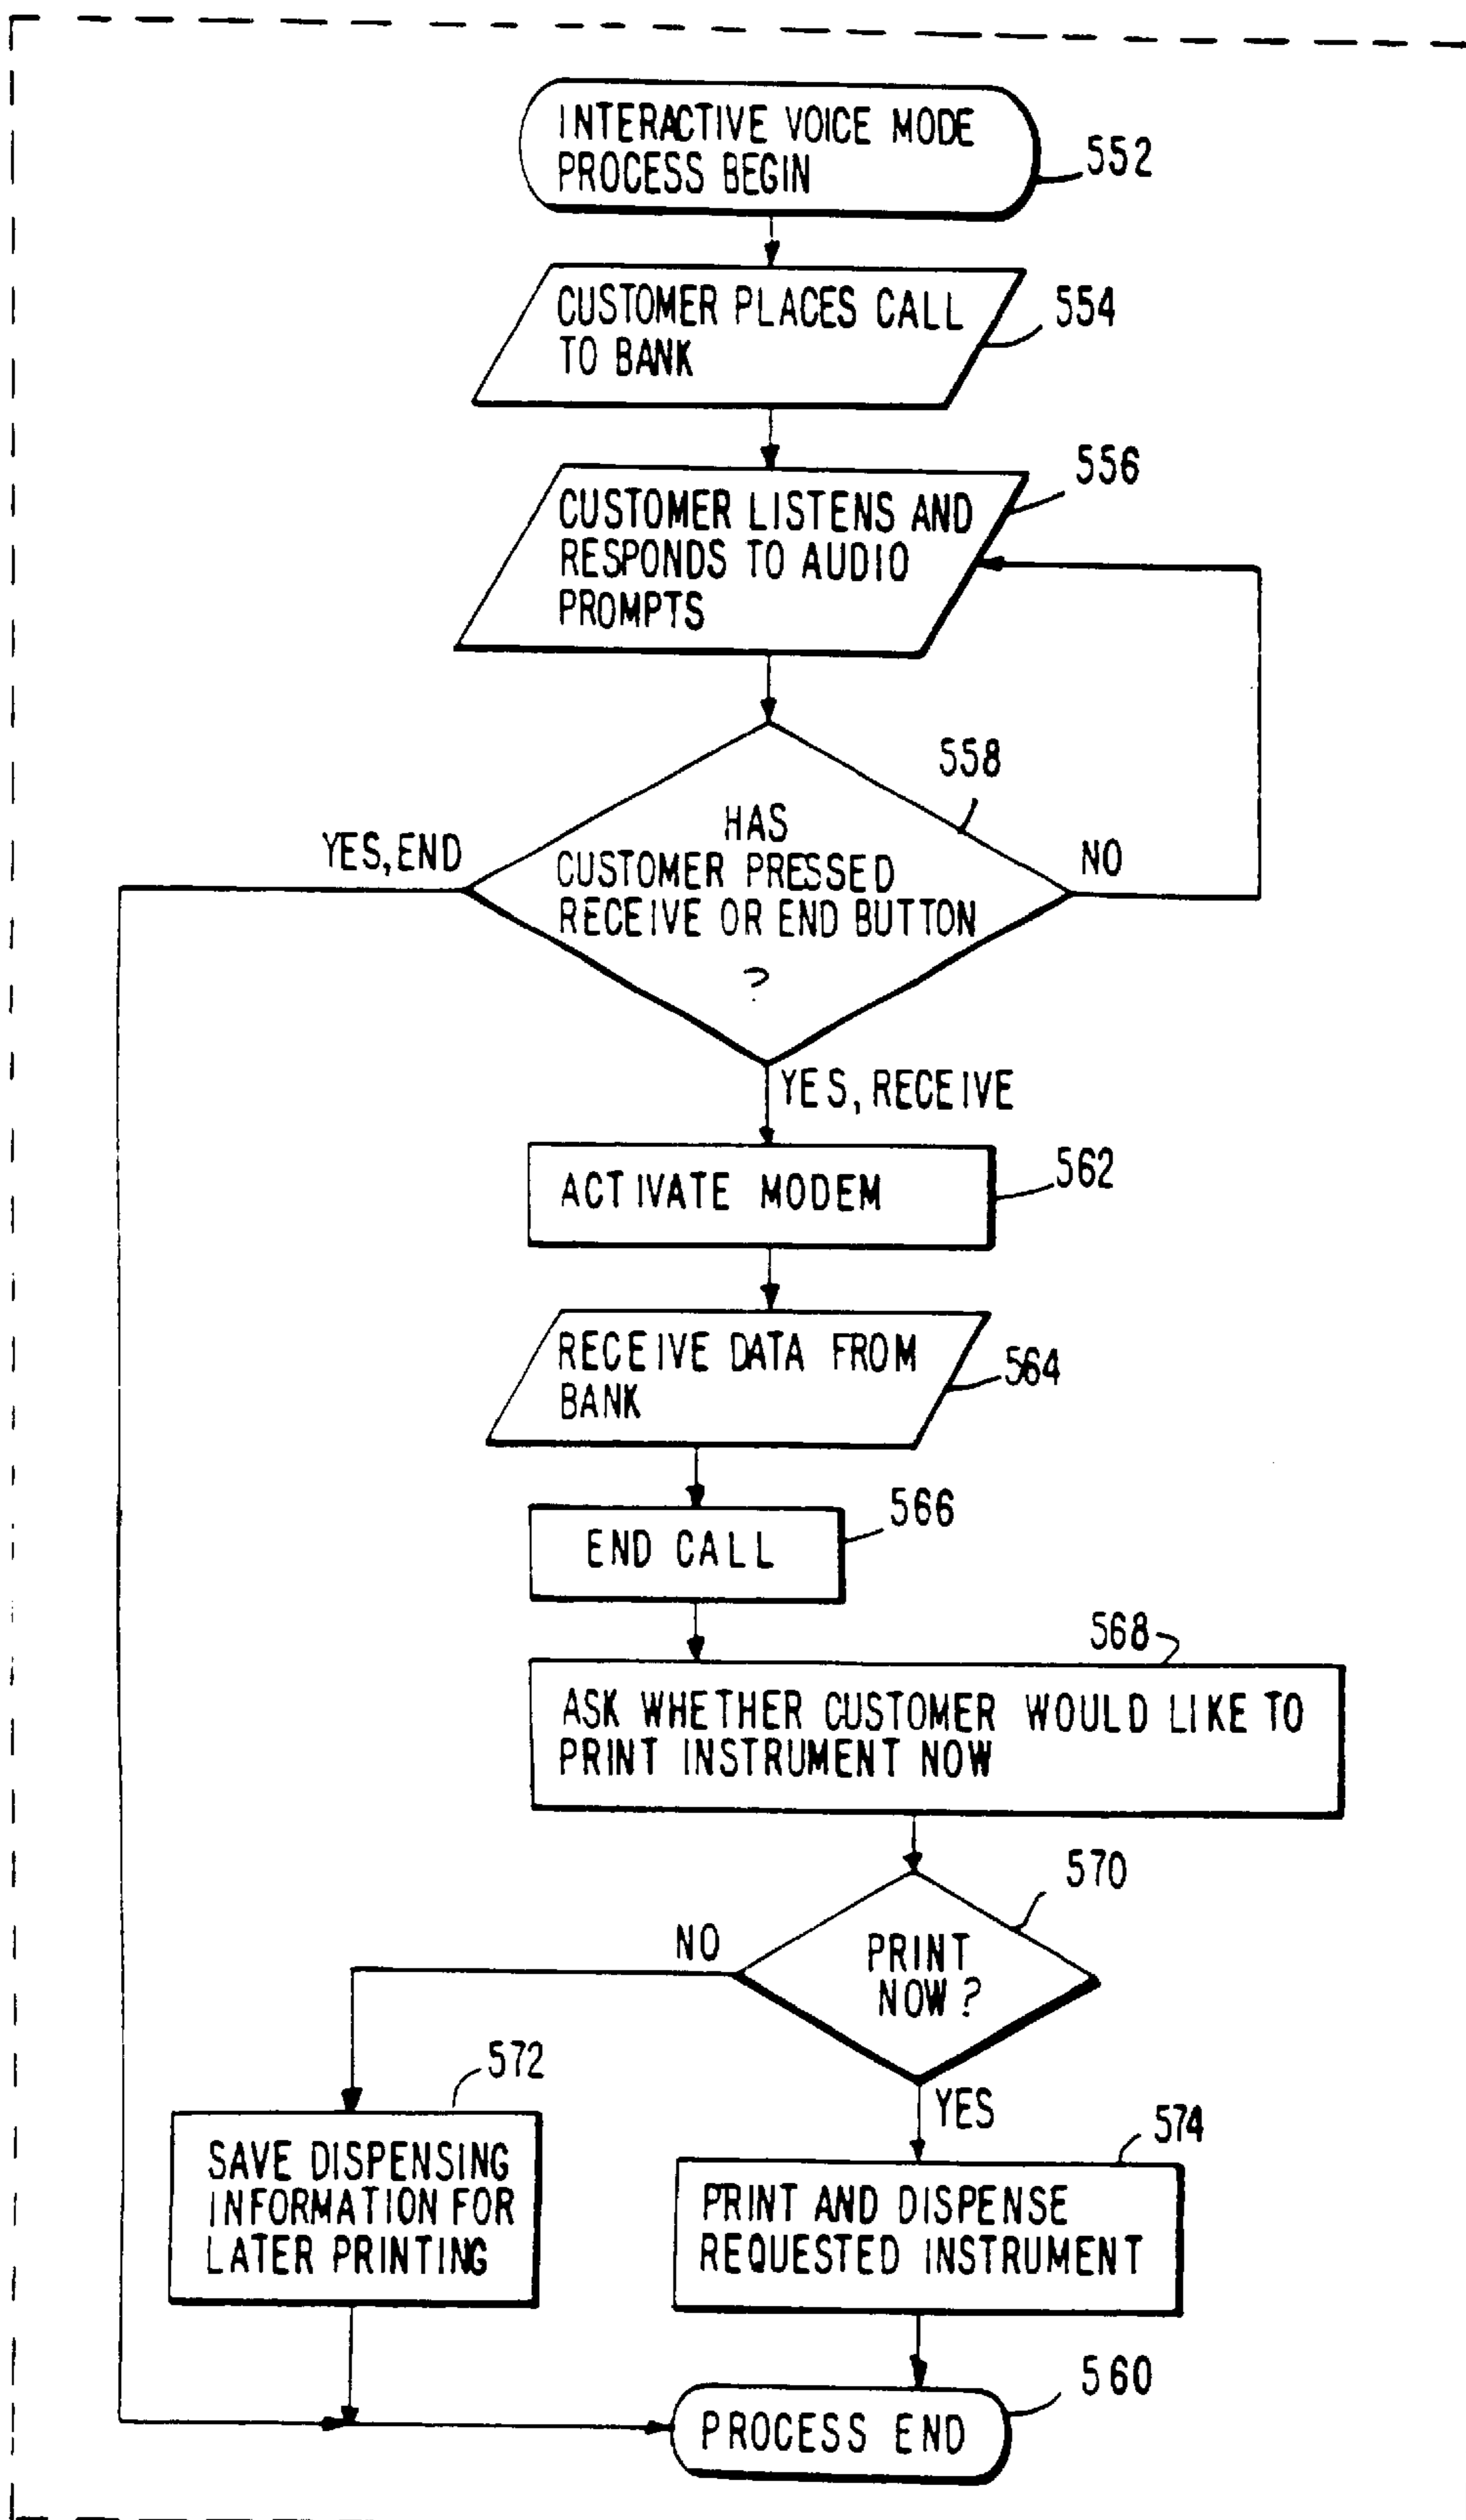 INTERACTIVE VOICE MODE
PROCESS BEGIN
552
CUSTOMER PLACES CALL
TO BANK
554
556
CUSTOMER LISTENS AND
RESPONDS TO AUDIO
PROMPTS
558
HAS
CUSTOMER PRESSED
RECEIVE OR END BUTTON
?
YES,END
NO
YES, RECEIVE
ACTIVATE MODEM
562
RECEIVE DATA FROM
BANK
564
566
END CALL
568
ASK WHETHER CUSTOMER WOULD LIKE TO
PRINT INSTRUMENT NOW
570
NO
PRINT
NOW?
YES
572
SAVE DISPENSING
INFORMATION FOR
LATER PRINTING
574
PRINT AND DISPENSE
REQUESTED INSTRUMENT
560
PROCESS END